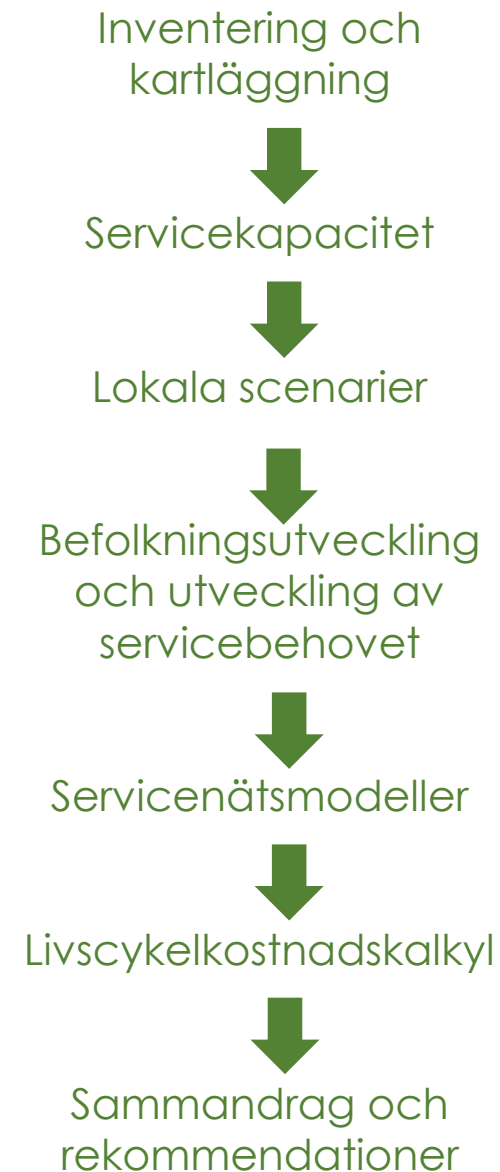 Inventering och
kartläggning
Servicekapacitet
Lokala scenarier
Befolkningsutveckling
och utveckling av
servicebehovet
Servicenätsmodeller
Livscykelkostnadskalkyl
Sammandrag och
rekommendationer